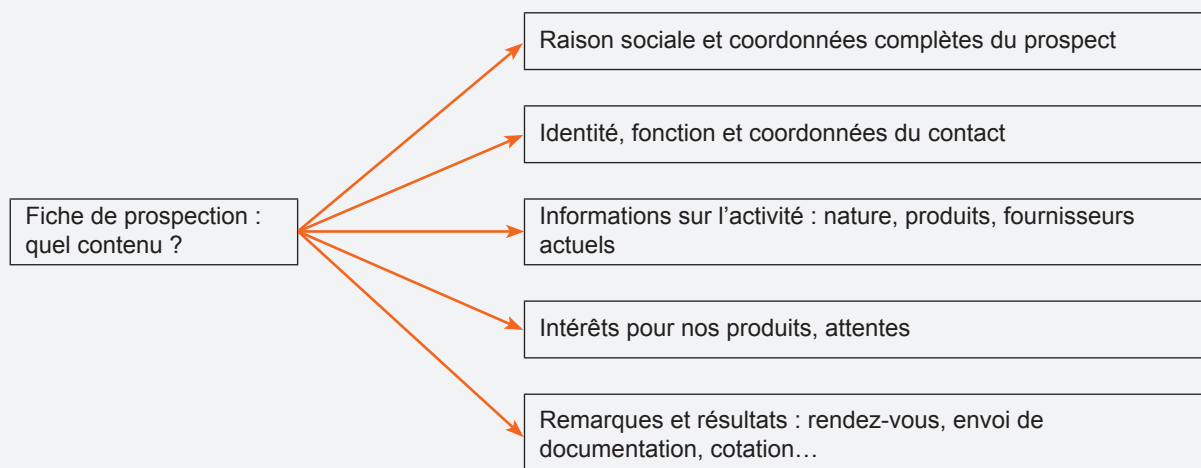 Raison sociale et coordonnées complètes du prospect
Identité, fonction et coordonnées du contact
Fiche de prospection :
quel contenu ?
Informations sur l’activité : nature, produits, fournisseurs
actuels
Intérêts pour nos produits, attentes
Remarques et résultats : rendez-vous, envoi de
documentation, cotation…